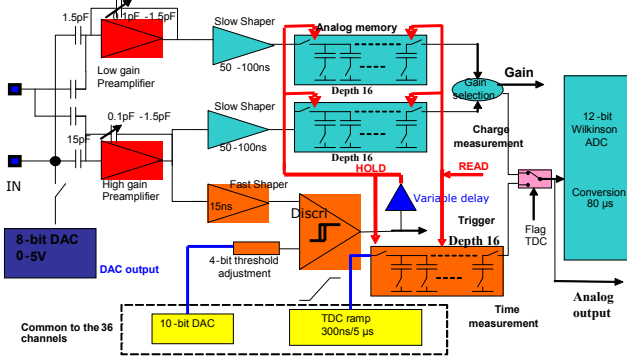 1.5pF
0.1pF -1.5pF
Slow Shaper
Analog memory
Low gain
Preamplifier
50 -100ns
Depth 16
Gain
Gain
selection
Slow Shaper
15pF
0.1pF -1.5pF
50-100ns
Depth 16
Charge
measurement
12-bit
Wilkinson
ADC
Conversion
80 µs
HOLD
READ
IN
High gain
Preamplifier
Fast Shaper
15ns
Discri
Variable delay
Trigger
Depth 16
Flag
TDC
8-bit DAC
0-5V
DAC output
4-bit threshold
adjustment
Analog
output
Time
measurement
Common to the 36
channels
10-bit DAC
TDC ramp
300ns/5 µs